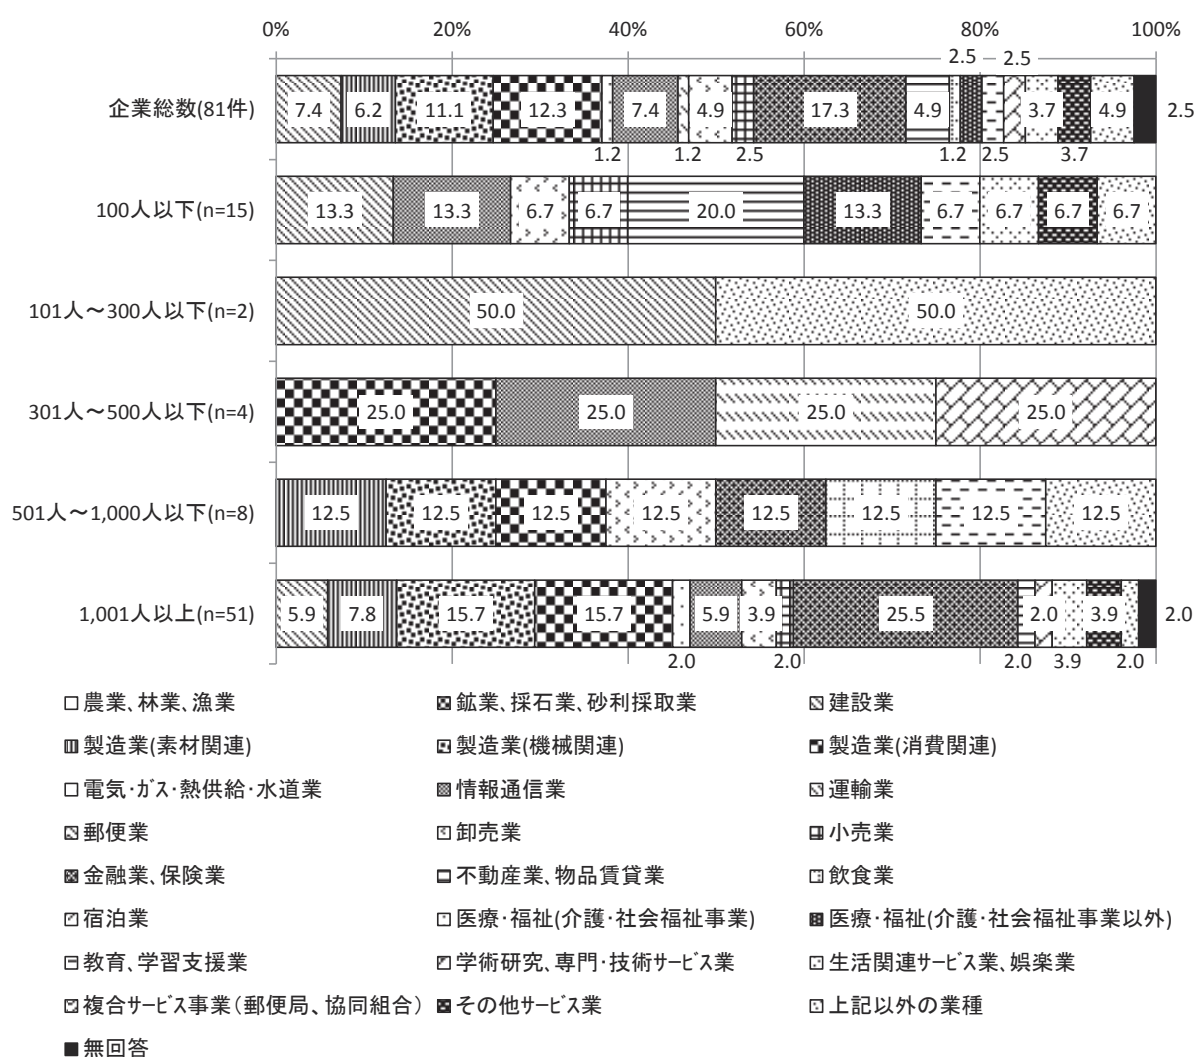 0% 20% 40% 60% 80% 100%
2.5 2.5
企業総数(81件) 7.4 6.2 11.1 12.3 7.4 4.9 17.3 4.9 3.7 4.9 2.5
1.2 1.2 2.5 1.2 2.5 3.7
100人以下(n=15) 13.3 13.3 6.7 6.7 20.0 13.3 6.7 6.7 6.7 6.7
101人～300人以下(n=2) 50.0 50.0
301人～500人以下(n=4) 25.0 25.0 25.0 25.0
501人～1,000人以下(n=8) 12.5 12.5 12.5 12.5 12.5 12.5 12.5 12.5
1,001人以上(n=51) 5.9 7.8 15.7 15.7 5.9 3.9 25.5 2.0 3.9 2.0
2.0 2.0 2.0 3.9 2.0
農業、林業、漁業 鉱業、採石業、砂利採取業 建設業
製造業(素材関連) 製造業(機械関連) 製造業(消費関連)
電気･ガス･熱供給･水道業 情報通信業 運輸業
郵便業 卸売業 小売業
金融業、保険業 不動産業、物品賃貸業 飲食業
宿泊業 医療･福祉(介護･社会福祉事業) 医療･福祉(介護･社会福祉事業以外)
教育、学習支援業 学術研究、専門･技術サービス業 生活関連サービス業、娯楽業
複合サービス事業（郵便局、協同組合） その他サービス業 上記以外の業種
無回答